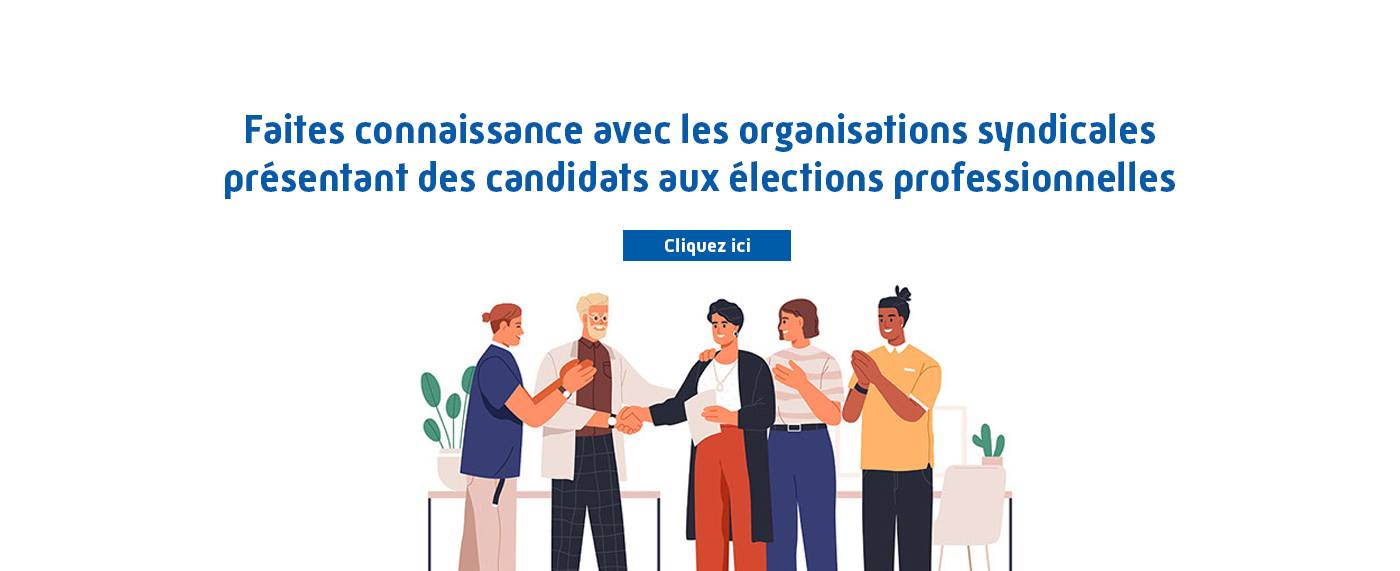 Faites connaissance avec les organisations syndicales
présentant des candidats aux élections professionnelles
Cliquez ici